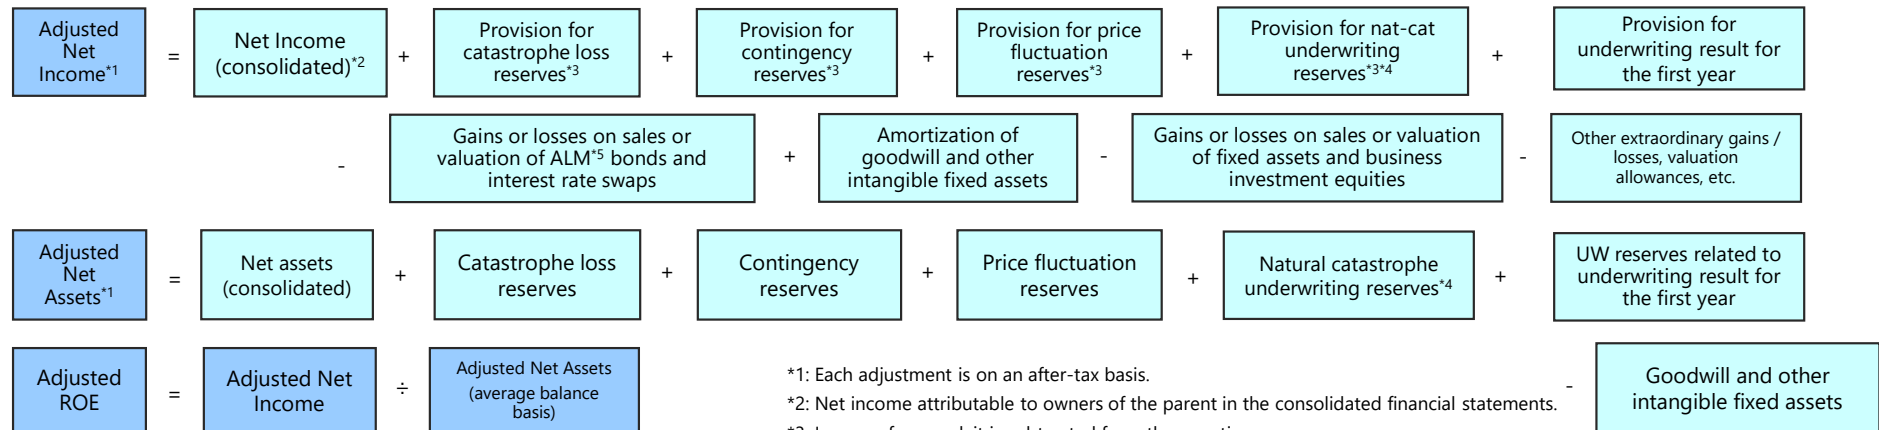 Adjusted
Net
Income*1
=
Net Income
(consolidated)*2
+
Provision for
catastrophe loss
reserves*3
+
Provision for
contingency
reserves*3
+
Provision for price
fluctuation
reserves*3
+
Provision for nat-cat
underwriting
reserves*3*4
+
Provision for
underwriting result for
the first year
-
Gains or losses on sales or
valuation of ALM*5 bonds and
interest rate swaps
+
Amortization of
goodwill and other
intangible fixed assets
-
Gains or losses on sales or valuation
of fixed assets and business
investment equities
-
Other extraordinary gains /
losses, valuation
allowances, etc.
Adjusted
Net
Assets*1
=
Net assets
(consolidated)
+
Catastrophe loss
reserves
+
Contingency
reserves
+
Price fluctuation
reserves
+
Natural catastrophe
underwriting reserves*4
+
UW reserves related to
underwriting result for
the first year
-
Goodwill and other
intangible fixed assets
Adjusted
ROE
=
Adjusted Net
Income
÷
Adjusted Net Assets
(average balance
basis)
*1: Each adjustment is on an after-tax basis.
*2: Net income attributable to owners of the parent in the consolidated financial statements.